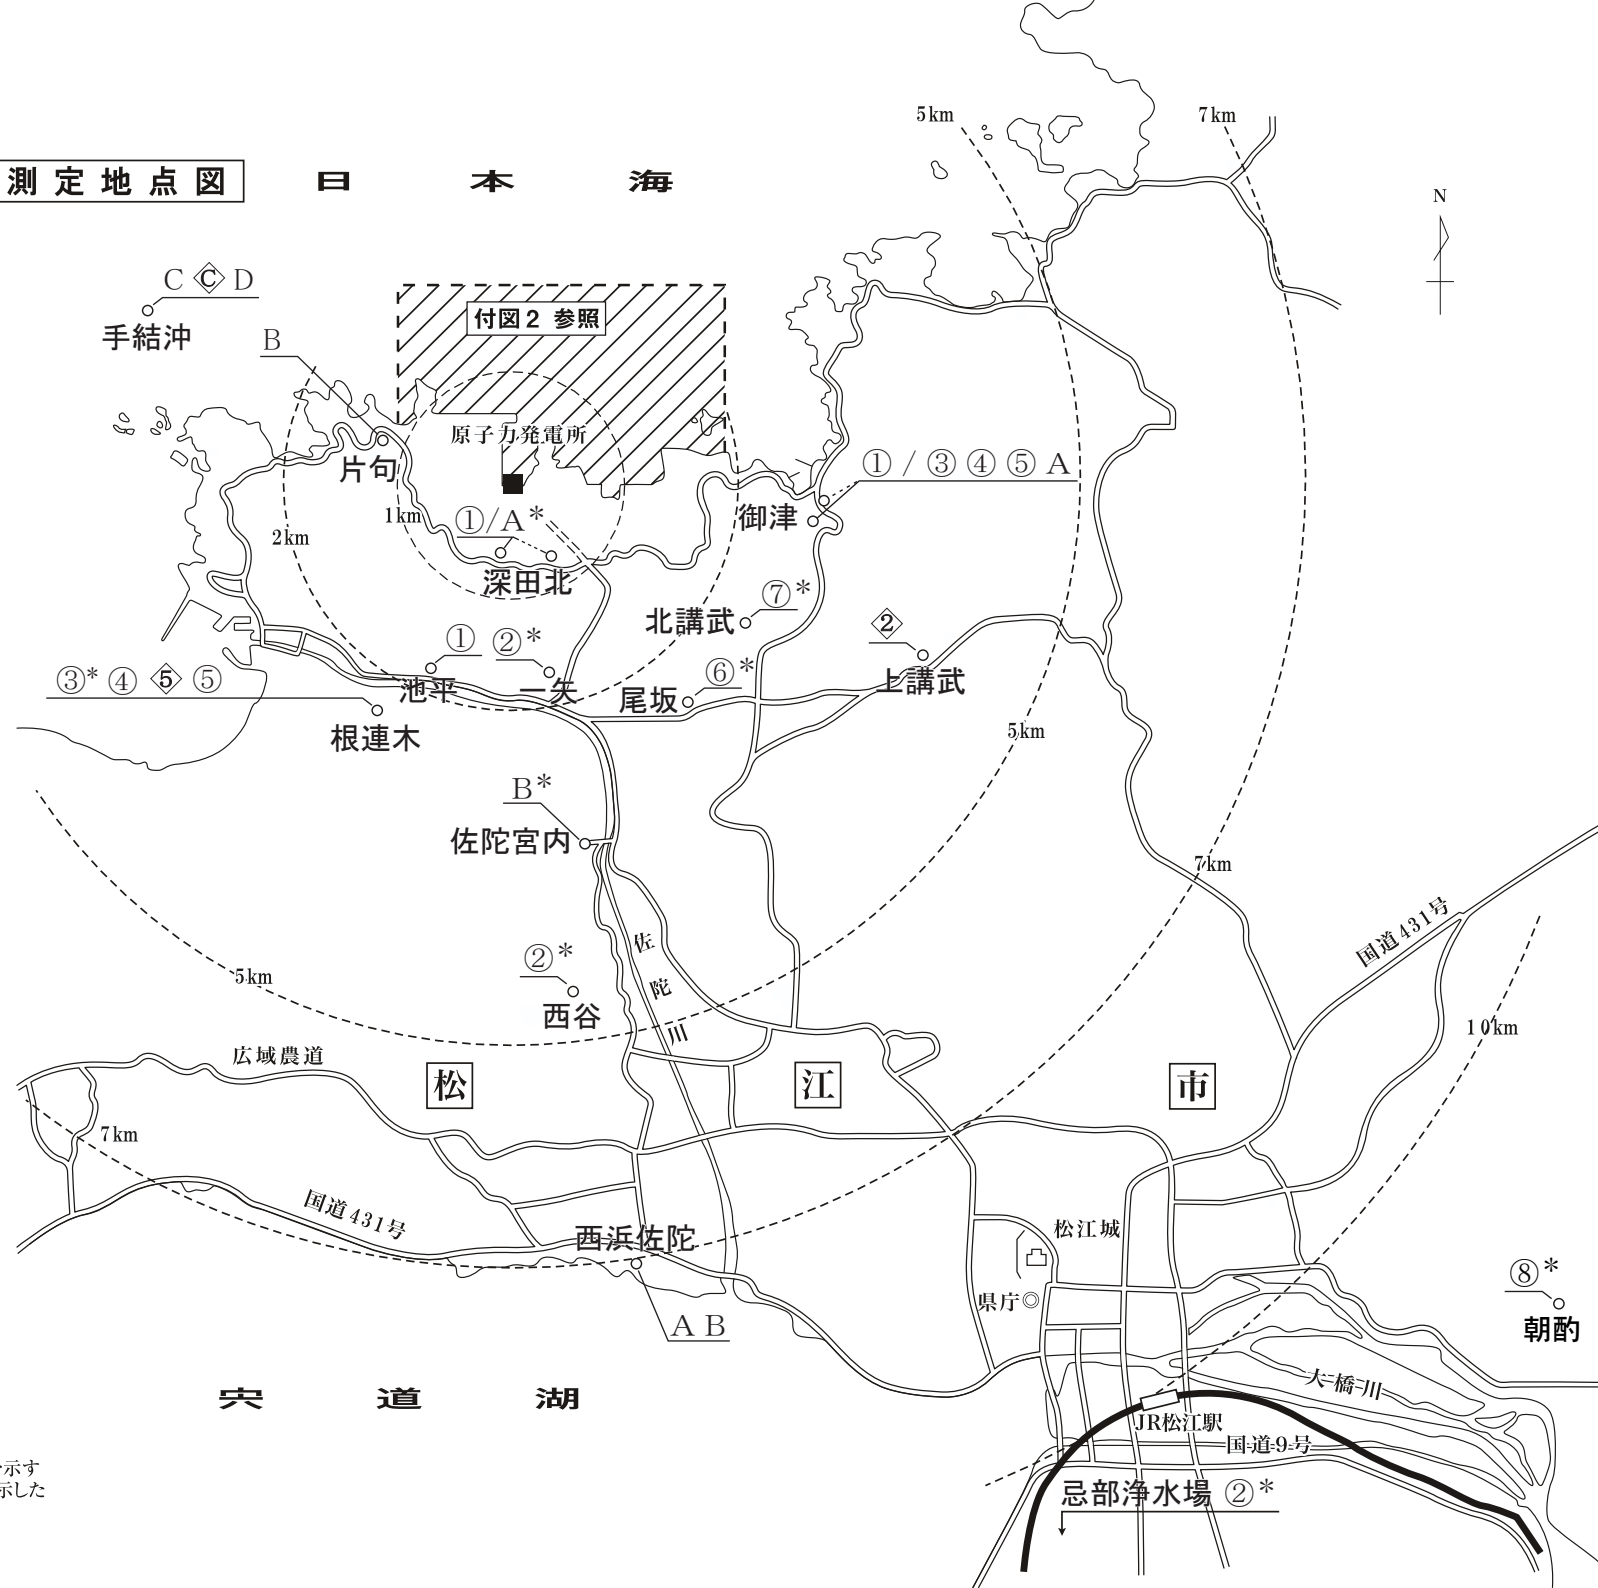 5km
7km
測定地点図
日本海
N
C Ⓒ D
手結沖
付図2 参照
B
原子力発電所
片句
① / ③ ④ ⑤ A
御津
1km
2km
①/A*
深田北
⑦*
北講武
②
上講武
①
②*
⑥*
③* ④ ⑤ ⑤
池平
一矢
尾坂
根連木
5km
B*
佐陀宮内
7km
国道431号
佐陀川
②*
5km
西谷
10km
広域農道
松
江
市
7km
国道431号
西浜佐陀
松江城
⑧*
朝酌
県庁
A B
大橋川
宍道湖
JR松江駅
国道9号
示す
示した
忌部浄水場 ②*